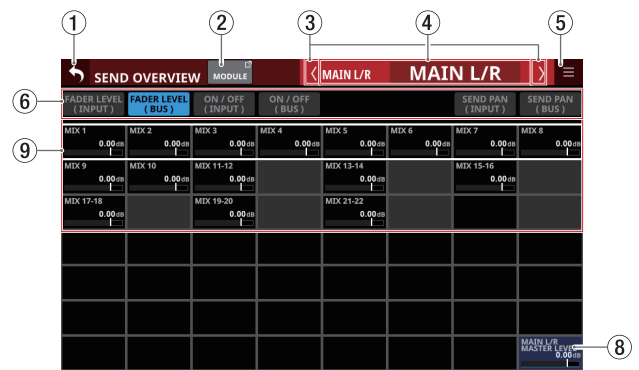 1 2 3 4 5
SEND OVERVIEW MODULE MAIN L/R MAIN L/R
6
FADER LEVEL (INPUT) FADER LEVEL (BUS) ON / OFF (INPUT) ON / OFF (BUS) SEND PAN (INPUT) SEND PAN (BUS)
9
MIX 1 MIX 2 MIX 3 MIX 4 MIX 5 MIX 6 MIX 7 MIX 8
0.00dB 0.00dB 0.00dB 0.00dB 0.00dB 0.00dB 0.00dB 0.00dB
MIX 9 MIX 10 MIX 11-12 MIX 13-14 MIX 15-16
0.00dB 0.00dB 0.00dB 0.00dB 0.00dB
MIX 17-18 MIX 19-20 MIX 21-22
0.00dB 0.00dB 0.00dB
MAIN L/R
MASTER LEVEL
0.00dB
8